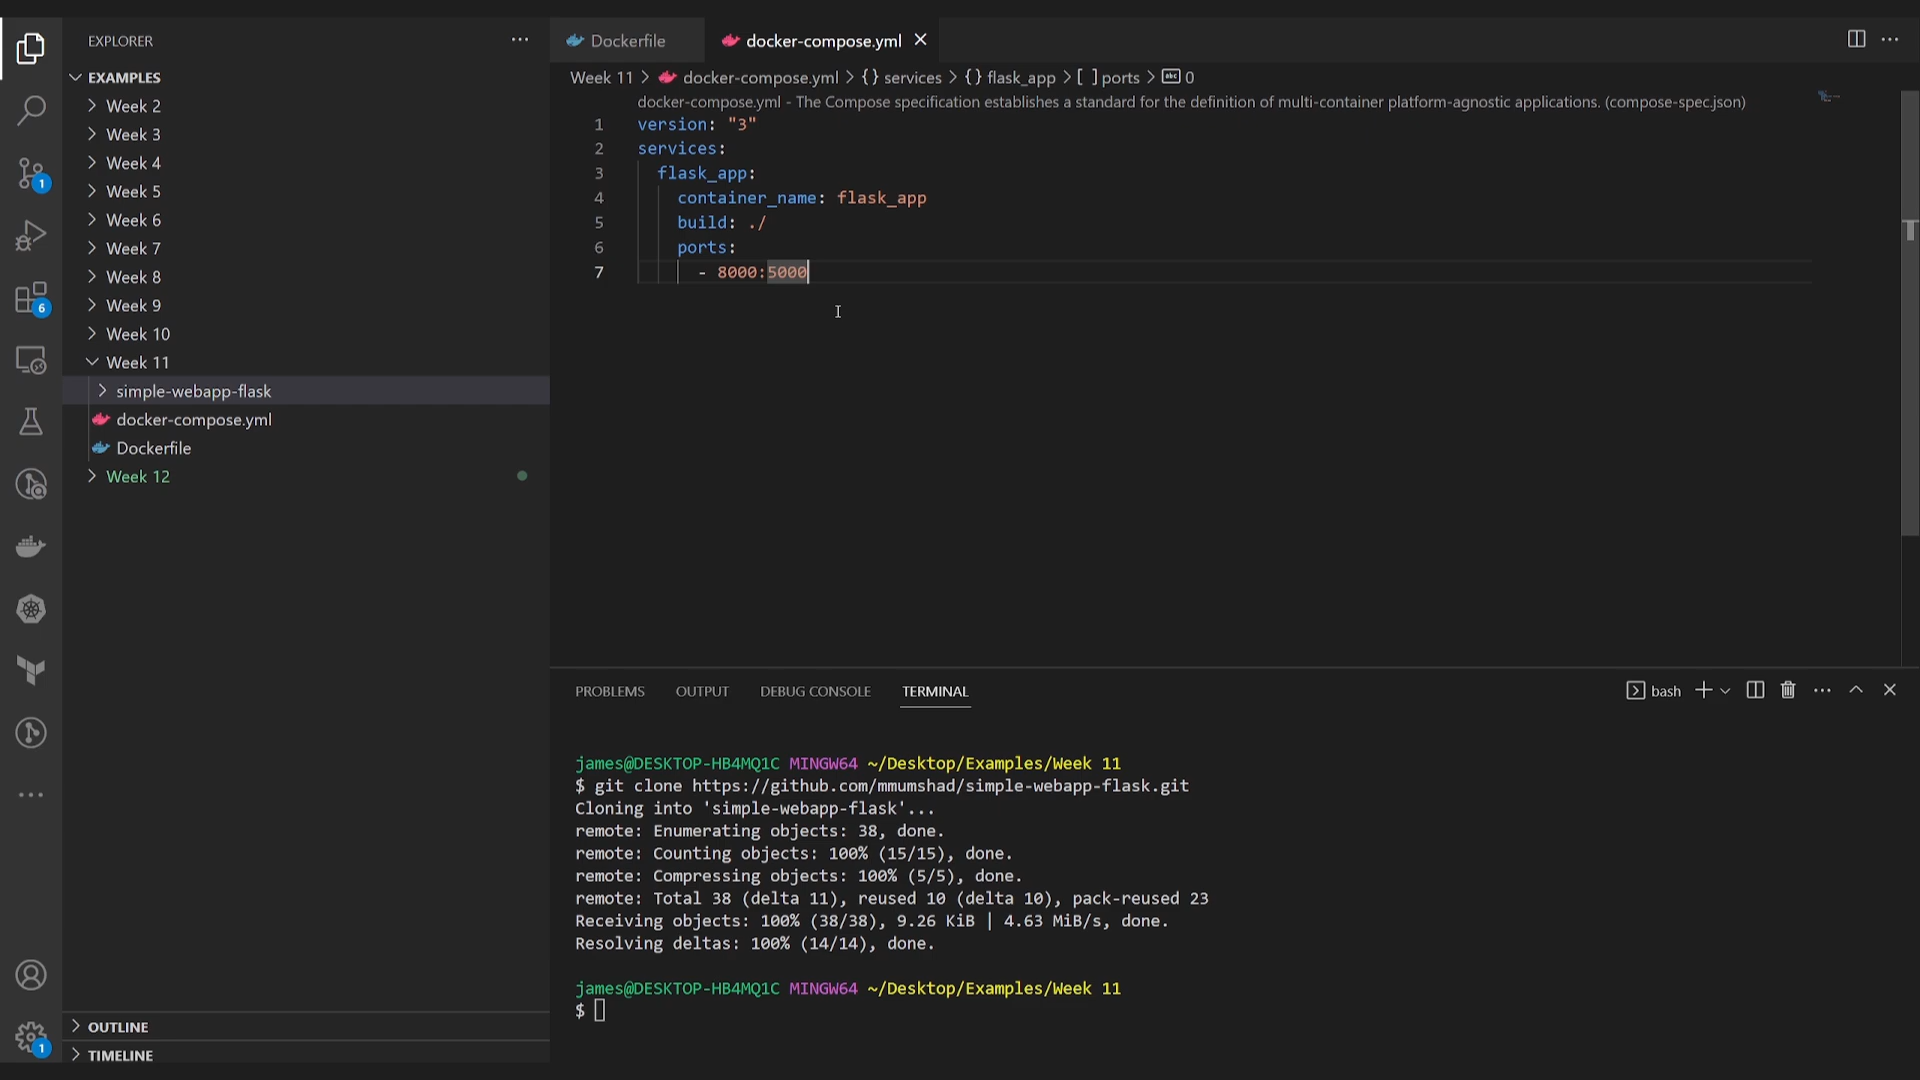 EXPLORER
EXAMPLES
Week 2
Week 3
Week 4
Week 5
Week 6
Week 7
Week 8
Week 9
Week 10
Week 11
simple-webapp-flask
docker-compose.yml
Dockerfile
Week 12
OUTLINE
TIMELINE
1
6
1
Dockerfile
docker-compose.yml
Week 11 > docker-compose.yml > {} services > {} flask_app > [ ] ports > abc 0
docker-compose.yml - The Compose specification establishes a standard for the definition of multi-container platform-agnostic applications. (compose-spec.json)
1 version: "3"
2 services:
3 flask_app:
4 container_name: flask_app
5 build: ./
6 ports:
7 - 8000:5000
PROBLEMS OUTPUT DEBUG CONSOLE TERMINAL
bash
james@DESKTOP-HB4MQ1C MINGW64 ~/Desktop/Examples/Week 11
$ git clone https://github.com/mmumshad/simple-webapp-flask.git
Cloning into 'simple-webapp-flask'...
remote: Enumerating objects: 38, done.
remote: Counting objects: 100% (15/15), done.
remote: Compressing objects: 100% (5/5), done.
remote: Total 38 (delta 11), reused 10 (delta 10), pack-reused 23
Receiving objects: 100% (38/38), 9.26 KiB | 4.63 MiB/s, done.
Resolving deltas: 100% (14/14), done.
james@DESKTOP-HB4MQ1C MINGW64 ~/Desktop/Examples/Week 11
$